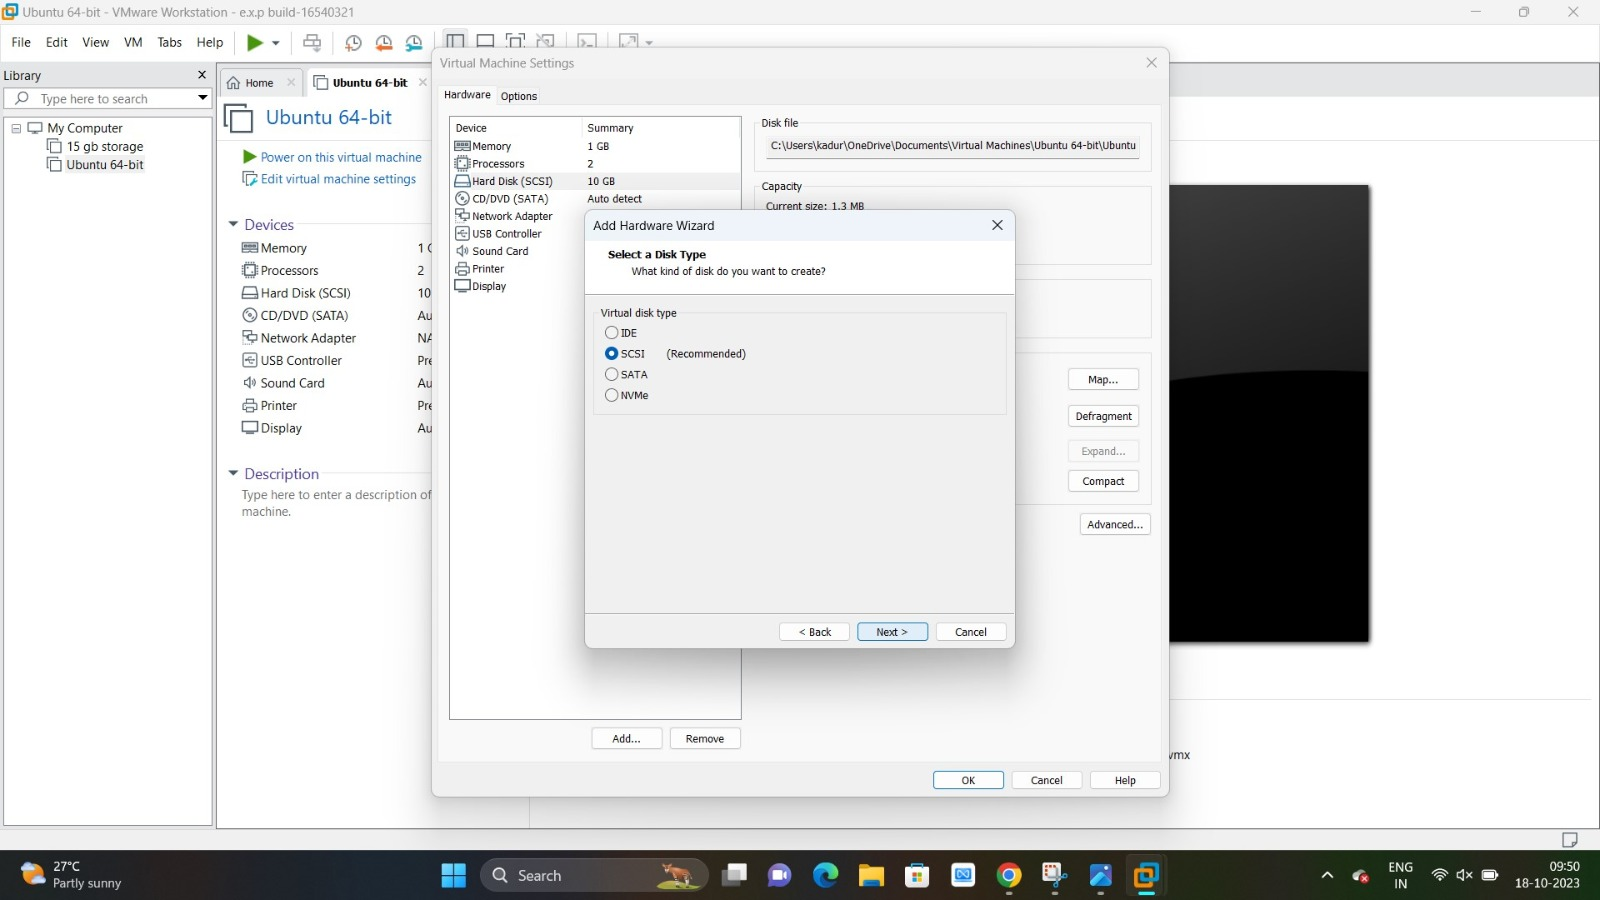 Ubuntu 64-bit - VMware Workstation - e.x.p build-16540321
File Edit View VM Tabs Help
Library
Type here to search
My Computer
15 gb storage
Ubuntu 64-bit
Home
Ubuntu 64-bit
Ubuntu 64-bit
Power on this virtual machine
Edit virtual machine settings
Devices
Memory 1 G
Processors 2
Hard Disk (SCSI) 10
CD/DVD (SATA) Au
Network Adapter NA
USB Controller Pre
Sound Card Au
Printer Pre
Display Au
Description
Type here to enter a description of
machine.
Virtual Machine Settings
Hardware Options
Device Summary
Memory 1 GB
Processors 2
Hard Disk (SCSI) 10 GB
CD/DVD (SATA) Auto detect
Network Adapter
USB Controller
Sound Card
Printer
Display
Add... Remove
Disk file
C:\Users\kadur\OneDrive\Documents\Virtual Machines\Ubuntu 64-bit\Ubuntu
Capacity
Current size: 1.3 MB
Map...
Defragment
Expand...
Compact
Advanced...
OK Cancel Help
Add Hardware Wizard
Select a Disk Type
What kind of disk do you want to create?
Virtual disk type
IDE
SCSI (Recommended)
SATA
NVMe
< Back Next > Cancel
vmx
27°C
Partly sunny
Search
ENG
IN
09:50
18-10-2023